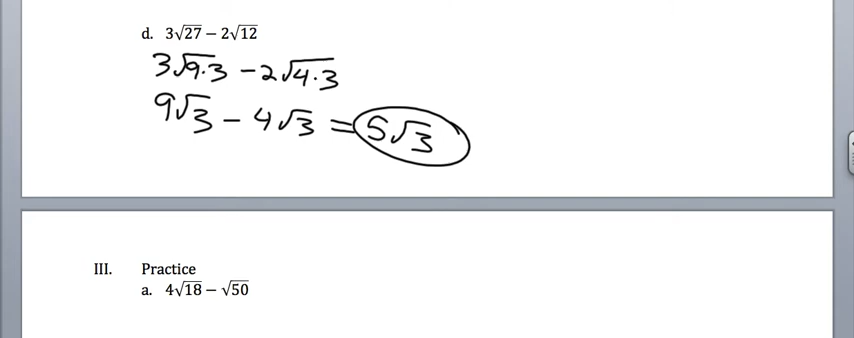 d. 3√27 − 2√12
3√9·3 − 2√4·3
9√3 − 4√3 = 5√3
III. Practice
a. 4√18 − √50